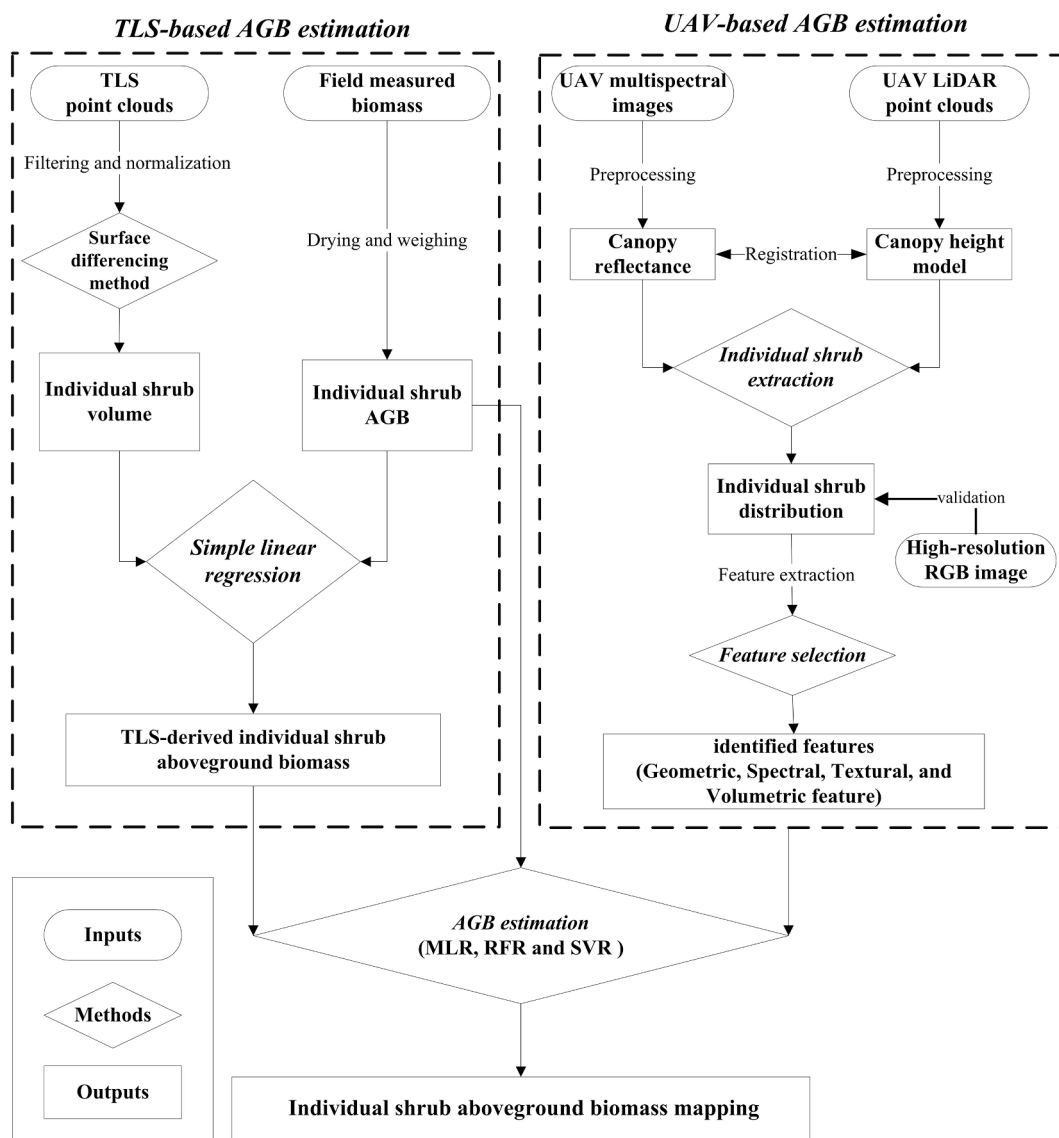 TLS-based AGB estimation
UAV-based AGB estimation
TLS
point clouds
Field measured
biomass
UAV multispectral
images
UAV LiDAR
point clouds
Filtering and normalization
Preprocessing
Preprocessing
Surface
differencing
method
Drying and weighing
Canopy
reflectance
Registration
Canopy height
model
Individual shrub
extraction
Individual shrub
volume
Individual shrub
AGB
Individual shrub
distribution
validation
High-resolution
RGB image
Simple linear
regression
Feature extraction
Feature selection
TLS-derived individual shrub
aboveground biomass
identified features
(Geometric, Spectral, Textural, and
Volumetric feature)
AGB estimation
(MLR, RFR and SVR )
Inputs
Methods
Outputs
Individual shrub aboveground biomass mapping